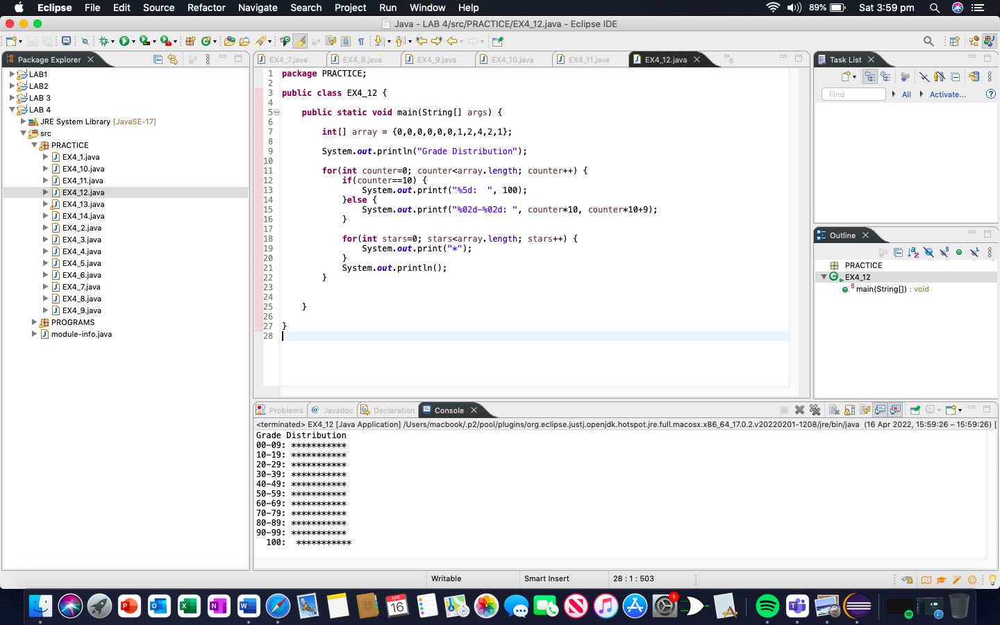 Eclipse File Edit Source Refactor Navigate Search Project Run Window Help 89% Sat 3:59 pm
Java - LAB 4/src/PRACTICE/EX4_12.java - Eclipse IDE
Package Explorer
LAB1
LAB2
LAB 3
LAB 4
JRE System Library [JavaSE-17]
src
PRACTICE
EX4_1.java
EX4_10.java
EX4_11.java
EX4_12.java
EX4_13.java
EX4_14.java
EX4_2.java
EX4_3.java
EX4_4.java
EX4_5.java
EX4_6.java
EX4_7.java
EX4_8.java
EX4_9.java
PROGRAMS
module-info.java
EX4_7.java EX4_8.java EX4_9.java EX4_10.java EX4_11.java EX4_12.java »6
1 package PRACTICE;
2
3 public class EX4_12 {
4
5 public static void main(String[] args) {
6
7 int[] array = {0,0,0,0,0,0,1,2,4,2,1};
8
9 System.out.println("Grade Distribution");
10
11 for(int counter=0; counter<array.length; counter++) {
12 if(counter==10) {
13 System.out.printf("%5d:  ", 100);
14 }else {
15 System.out.printf("%02d-%02d: ", counter*10, counter*10+9);
16 }
17
18 for(int stars=0; stars<array.length; stars++) {
19 System.out.print("*");
20 }
21 System.out.println();
22 }
23
24
25 }
26
27 }
28
Task List
Find All Activate...
Outline
PRACTICE
EX4_12
main(String[]) : void
Problems Javadoc Declaration Console
<terminated> EX4_12 [Java Application] /Users/macbook/.p2/pool/plugins/org.eclipse.justj.openjdk.hotspot.jre.full.macosx.x86_64_17.0.2.v20220201-1208/jre/bin/java (16 Apr 2022, 15:59:26 – 15:59:26) [
Grade Distribution
00-09: ***********
10-19: ***********
20-29: ***********
30-39: ***********
40-49: ***********
50-59: ***********
60-69: ***********
70-79: ***********
80-89: ***********
90-99: ***********
100:  ***********
Writable Smart Insert 28 : 1 : 503
APR
16
1